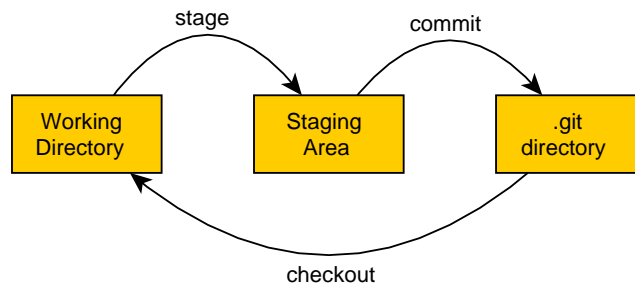 stage
commit
Working
Directory
Staging
Area
.git
directory
checkout